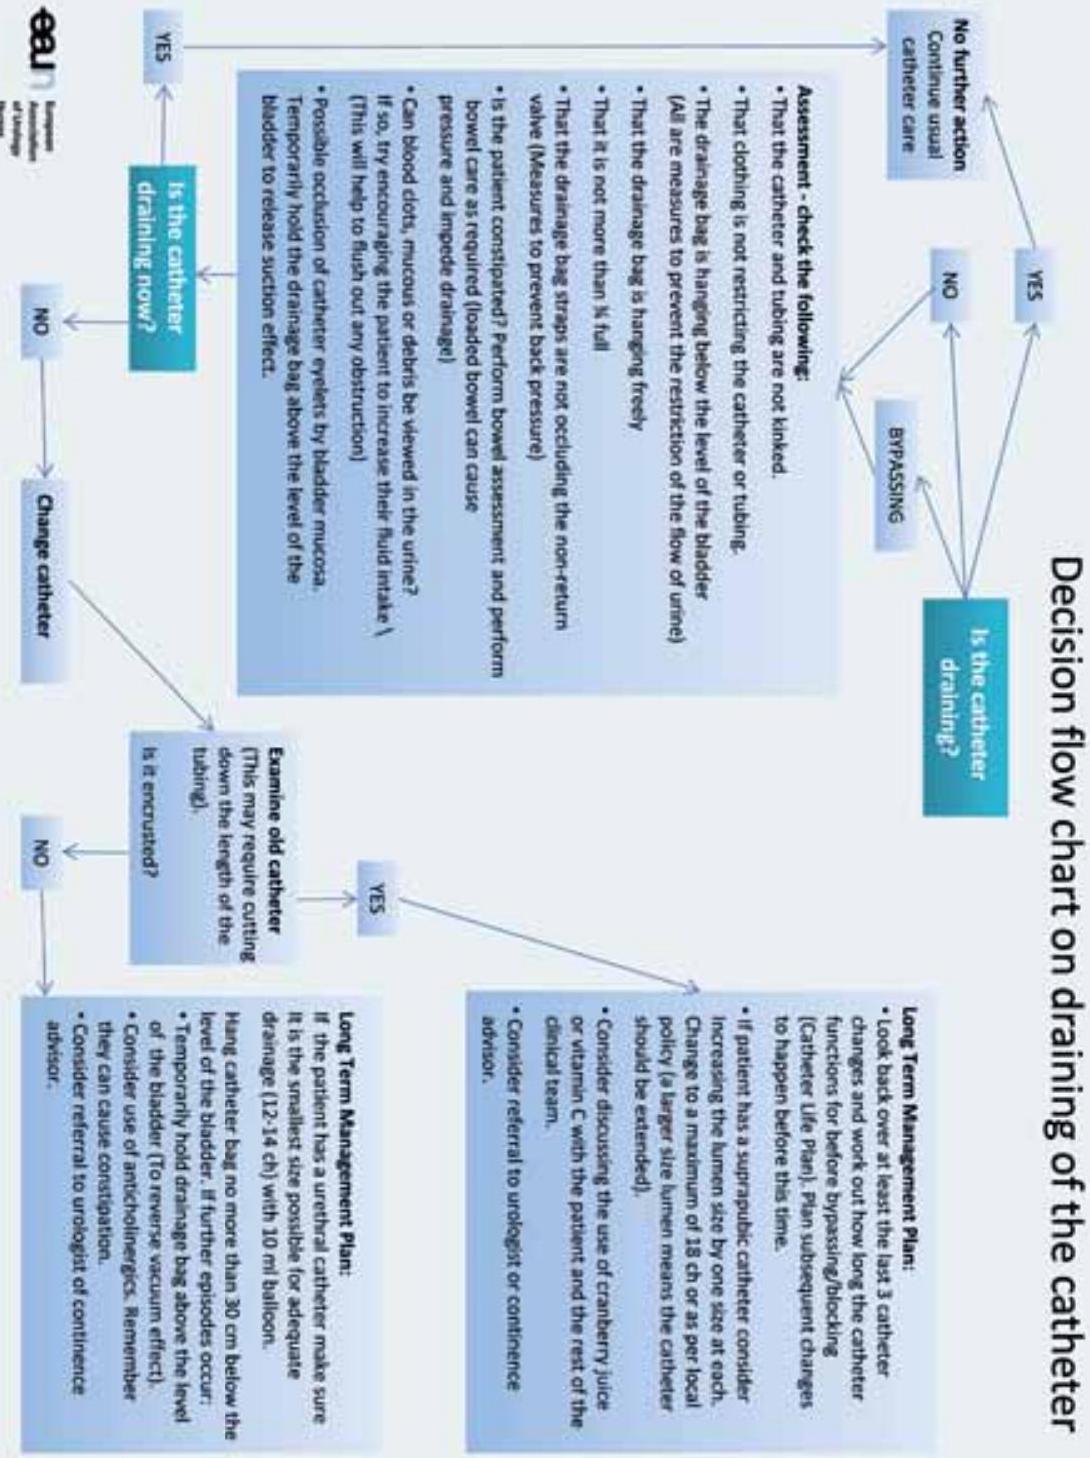 Decision flow chart on draining of the catheter
Is the catheter
draining?
YES
NO
BYPASSING
No further action
Continue usual
catheter care
Assessment - check the following:
• That the catheter and tubing are not kinked.
• That clothing is not restricting the catheter or tubing.
• The drainage bag is hanging below the level of the bladder
(All are measures to prevent the restriction of the flow of urine)
• That the drainage bag is hanging freely
• That it is not more than ¾ full
• That the drainage bag straps are not occluding the non-return
valve (Measures to prevent back pressure)
• Is the patient constipated? Perform bowel assessment and perform
bowel care as required (loaded bowel can cause
pressure and impede drainage)
• Can blood clots, mucous or debris be viewed in the urine?
If so, try encouraging the patient to increase their fluid intake \
(This will help to flush out any obstruction)
• Possible occlusion of catheter eyelets by bladder mucosa.
Temporarily hold the drainage bag above the level of the
bladder to release suction effect.
Is the catheter
draining now?
YES
NO
Change catheter
Examine old catheter
(This may require cutting
down the length of the
tubing).
Is it encrusted?
YES
NO
Long Term Management Plan:
• Look back over at least the last 3 catheter
changes and work out how long the catheter
functions for before bypassing/blocking
(Catheter Life Plan). Plan subsequent changes
to happen before this time.
• If patient has a suprapubic catheter consider
Increasing the lumen size by one size at each.
Change to a maximum of 18 ch or as per local
policy (a larger size lumen means the catheter
should be extended).
• Consider discussing the use of cranberry juice
or vitamin C with the patient and the rest of the
clinical team.
• Consider referral to urologist or continence
advisor.
Long Term Management Plan:
If the patient has a urethral catheter make sure
It is the smallest size possible for adequate
drainage (12-14 ch) with 10 ml balloon.
Hang catheter bag no more than 30 cm below the
level of the bladder. If further episodes occur:
• Temporarily hold drainage bag above the level
of the bladder (To reverse vacuum effect).
• Consider use of anticholinergics. Remember
they can cause constipation.
• Consider referral to urologist of continence
advisor.
eaun
European
Association
of Urology
Nurses